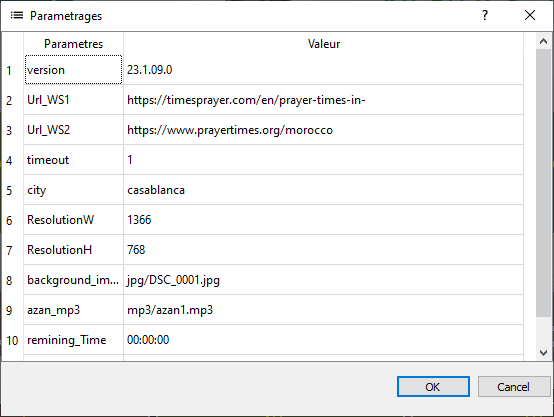 Parametrages
Parametres Valeur
1 version 23.1.09.0
2 Url_WS1 https://timesprayer.com/en/prayer-times-in-
3 Url_WS2 https://www.prayertimes.org/morocco
4 timeout 1
5 city casablanca
6 ResolutionW 1366
7 ResolutionH 768
8 background_im... jpg/DSC_0001.jpg
9 azan_mp3 mp3/azan1.mp3
10 remining_Time 00:00:00
OK Cancel